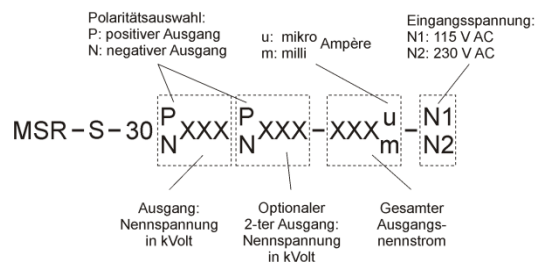 Polaritätsauswahl:
P: positiver Ausgang
N: negativer Ausgang
u: mikro
m: milli
Ampère
Eingangsspannung:
N1: 115 V AC
N2: 230 V AC
MSR-S-30 P/N XXX P/N XXX-XXX u/m - N1/N2
Ausgang:
Nennspannung
in kVolt
Optionaler
2-ter Ausgang:
Nennspannung
in kVolt
Gesamter
Ausgangs-
nennstrom